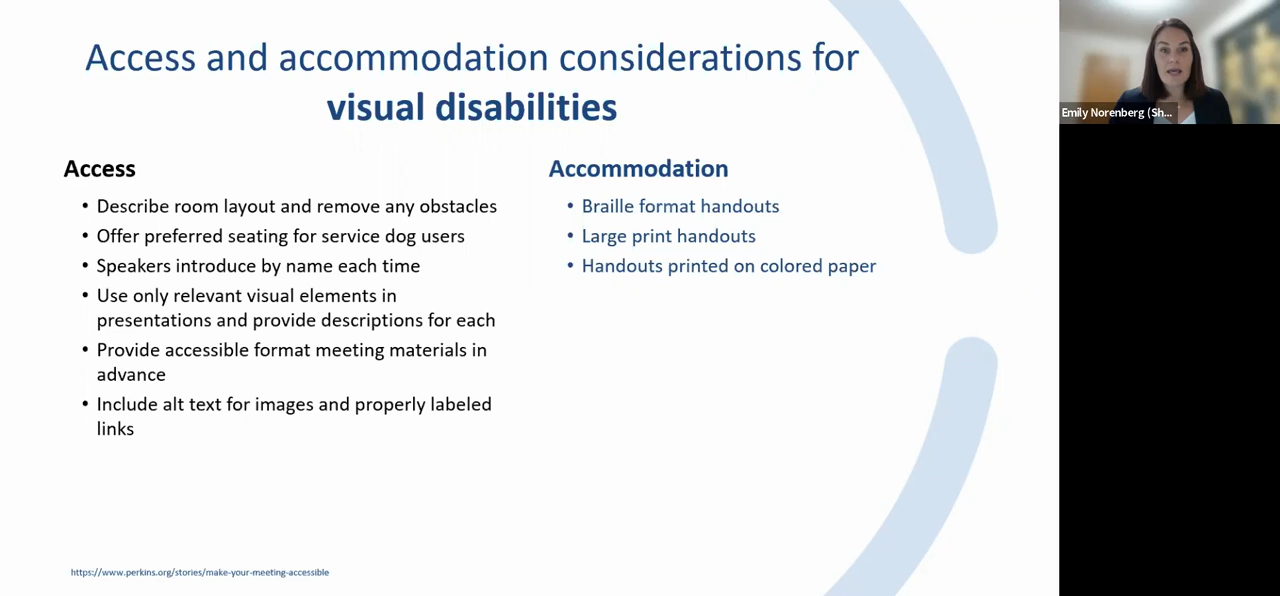 Access and accommodation considerations for
visual disabilities
Access
• Describe room layout and remove any obstacles
• Offer preferred seating for service dog users
• Speakers introduce by name each time
• Use only relevant visual elements in
presentations and provide descriptions for each
• Provide accessible format meeting materials in
advance
• Include alt text for images and properly labeled
links
Accommodation
• Braille format handouts
• Large print handouts
• Handouts printed on colored paper
https://www.perkins.org/stories/make-your-meeting-accessible
Emily Norenberg (Sh...